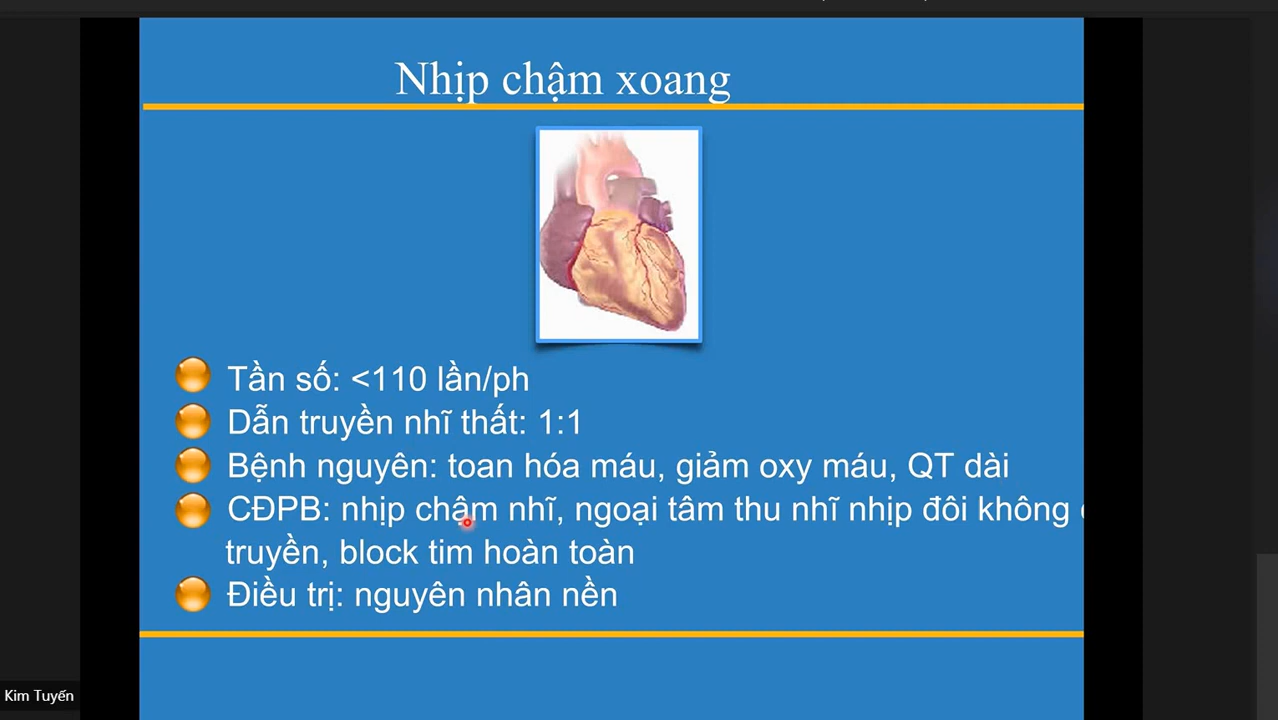 Nhịp chậm xoang
Tần số: <110 lần/ph
Dẫn truyền nhĩ thất: 1:1
Bệnh nguyên: toan hóa máu, giảm oxy máu, QT dài
CĐPB: nhịp chậm nhĩ, ngoại tâm thu nhĩ nhịp đôi không
truyền, block tim hoàn toàn
Điều trị: nguyên nhân nền
Kim Tuyến